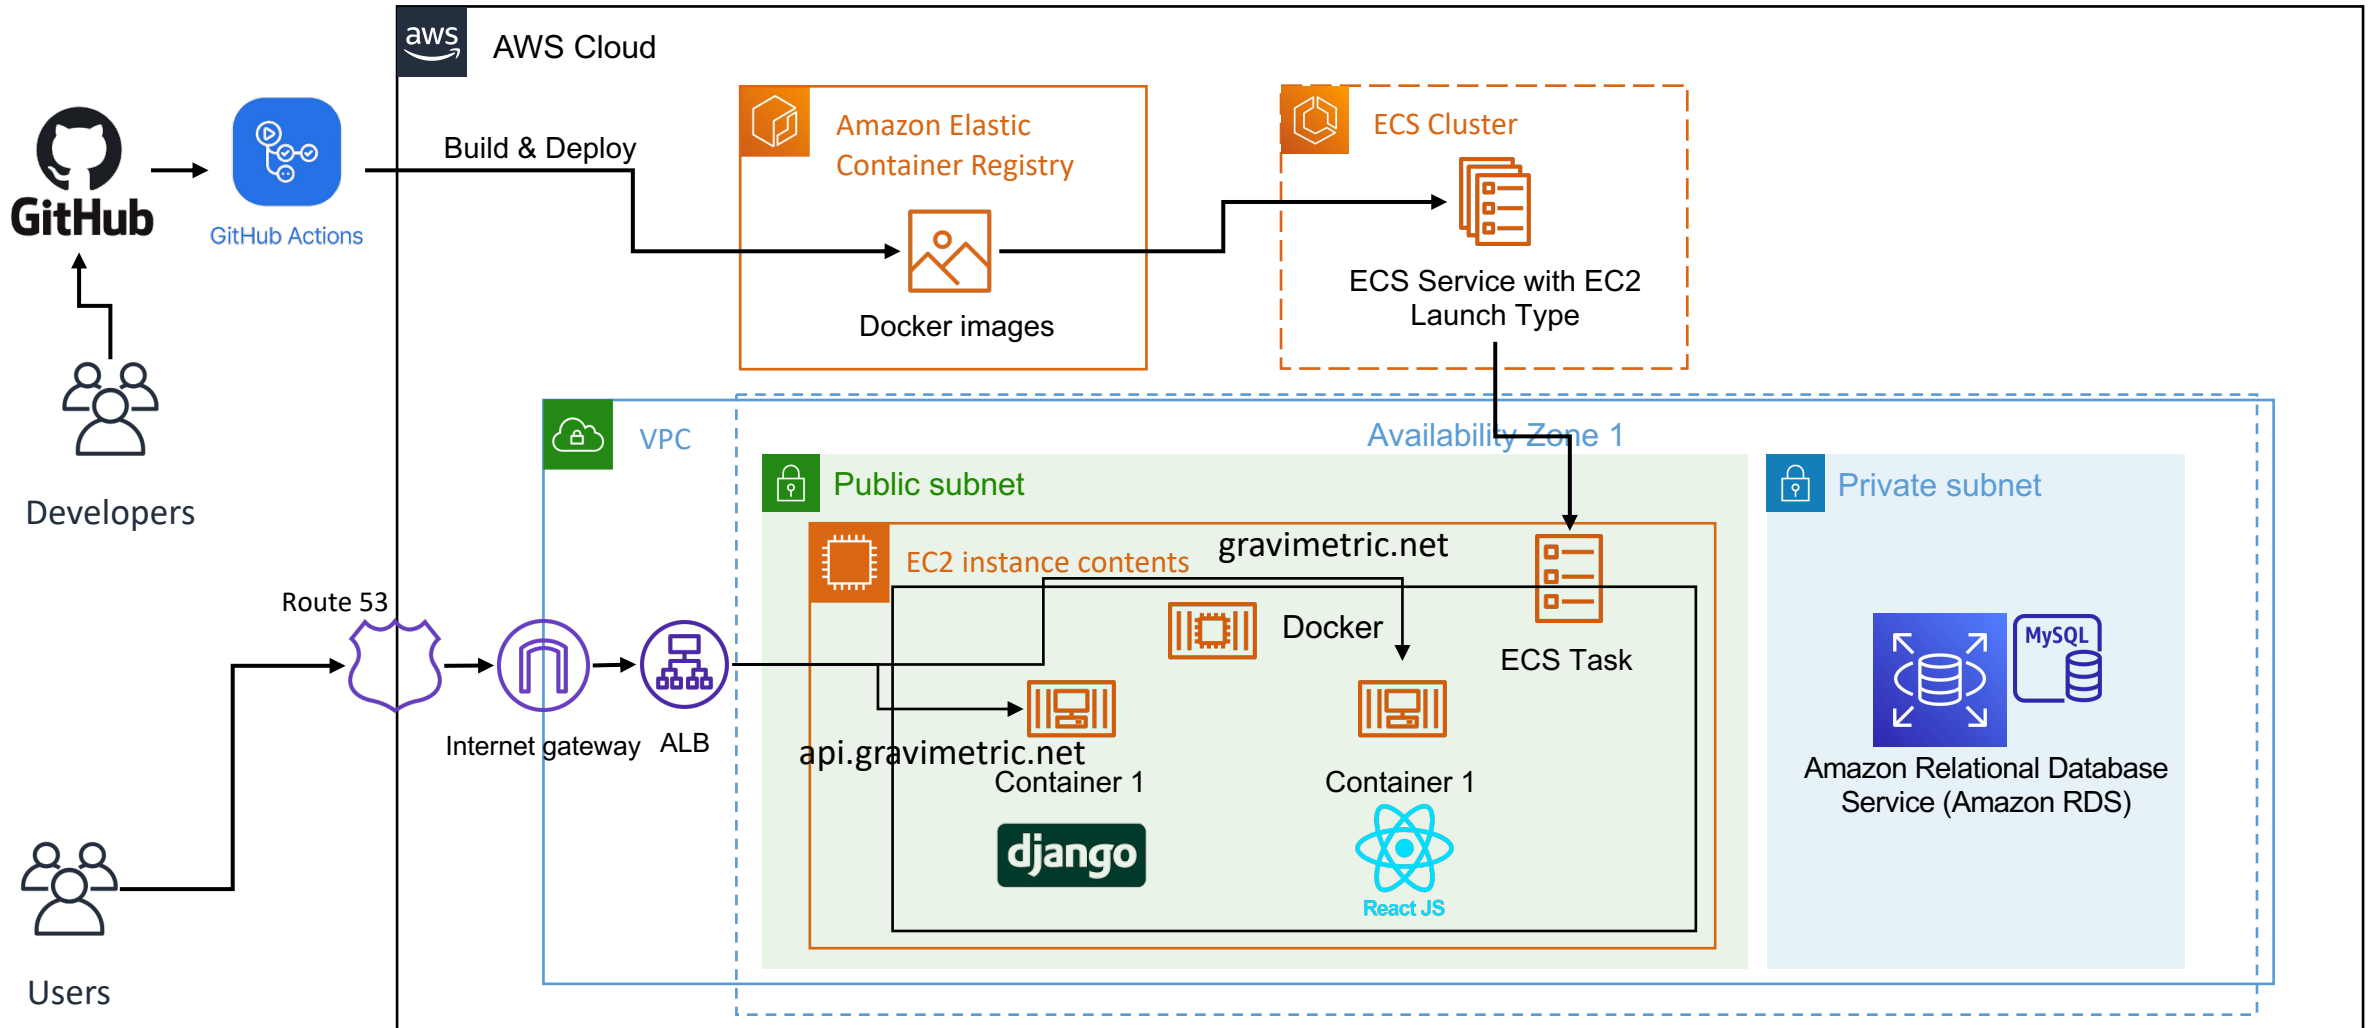 aws
AWS Cloud
Build & Deploy
Amazon Elastic
Container Registry
Docker images
ECS Cluster
ECS Service with EC2
Launch Type
GitHub
GitHub Actions
Developers
VPC
Availability Zone 1
Public subnet
Private subnet
EC2 instance contents
gravimetric.net
Docker
ECS Task
Route 53
Internet gateway
ALB
api.gravimetric.net
Container 1
Container 1
django
React JS
MySQL
Amazon Relational Database
Service (Amazon RDS)
Users